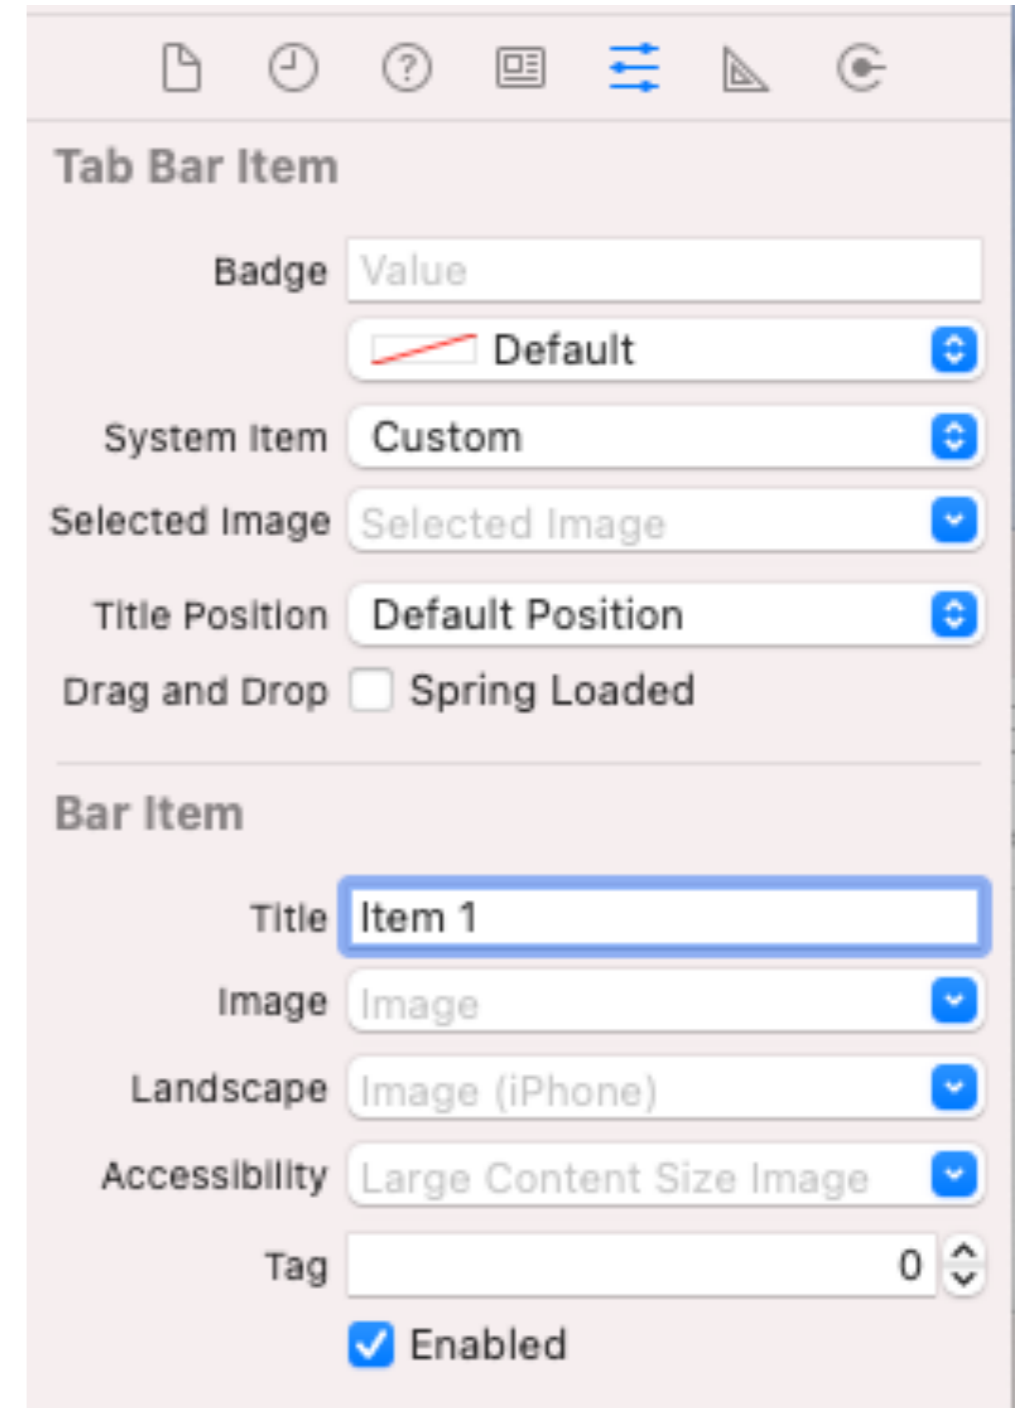 Tab Bar Item
Badge Value
Default
System Item Custom
Selected Image Selected Image
Title Position Default Position
Drag and Drop Spring Loaded
Bar Item
Title Item 1
Image Image
Landscape Image (iPhone)
Accessibility Large Content Size Image
Tag 0
Enabled